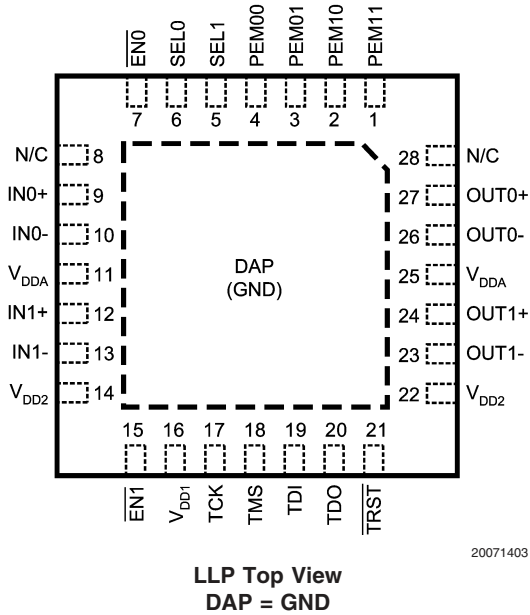 EN0 SEL0 SEL1 PEM00 PEM01 PEM10 PEM11
7 6 5 4 3 2 1
N/C 8 28 N/C
IN0+ 9 27 OUT0+
IN0- 10 26 OUT0-
VDDA 11 DAP 25 VDDA
(GND)
IN1+ 12 24 OUT1+
IN1- 13 23 OUT1-
VDD2 14 22 VDD2
15 16 17 18 19 20 21
EN1 VDD1 TCK TMS TDI TDO TRST
20071403
LLP Top View
DAP = GND